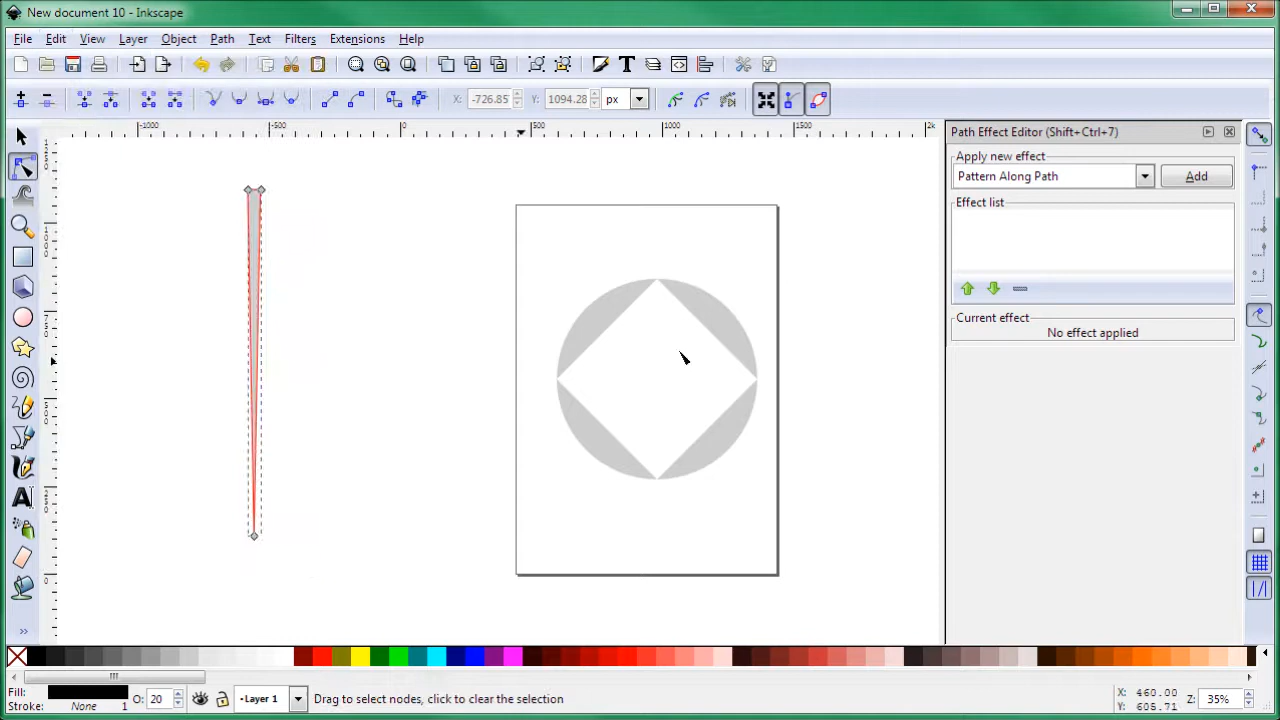 New document 10 - Inkscape
File Edit View Layer Object Path Text Filters Extensions Help
X: -726.85 Y: 1094.28 px
-1000 -500 0 500 1000 1500 2k
Path Effect Editor (Shift+Ctrl+7)
Apply new effect
Pattern Along Path Add
Effect list
Current effect
No effect applied
Fill:
Stroke: None 1 O: 20 Layer 1 Drag to select nodes, click to clear the selection
X: 460.00
Y: 605.71
Z: 35%